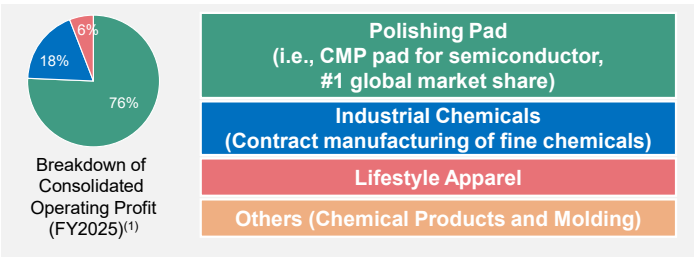 6%
18%
76%
Breakdown of
Consolidated
Operating Profit
(FY2025)(1)
Polishing Pad
(i.e., CMP pad for semiconductor,
#1 global market share)
Industrial Chemicals
(Contract manufacturing of fine chemicals)
Lifestyle Apparel
Others (Chemical Products and Molding)